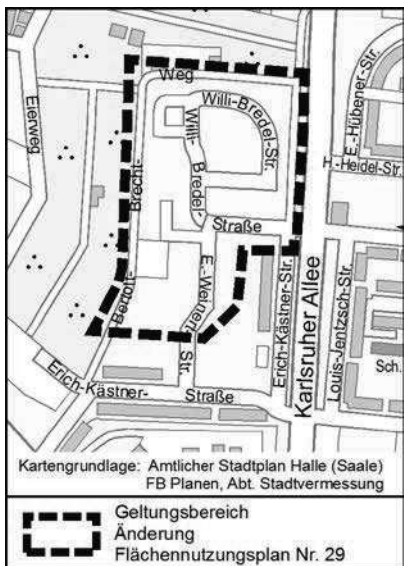 Weg
Eierweg
Willi-Bredel-Str.
Willi-
Bredel-
Straße
E.-Hübener-Str.
H.-Heidel-Str.
Bertolt-
Brecht-
E.-Weinert-
Str.
Erich-Kästner-Str.
Karlsruher Allee
Louis-Jentzsch-Str.
Sch.
Erich-Kästner-
Straße
Kartengrundlage: Amtlicher Stadtplan Halle (Saale)
FB Planen, Abt. Stadtvermessung
Geltungsbereich
Änderung
Flächennutzungsplan Nr. 29